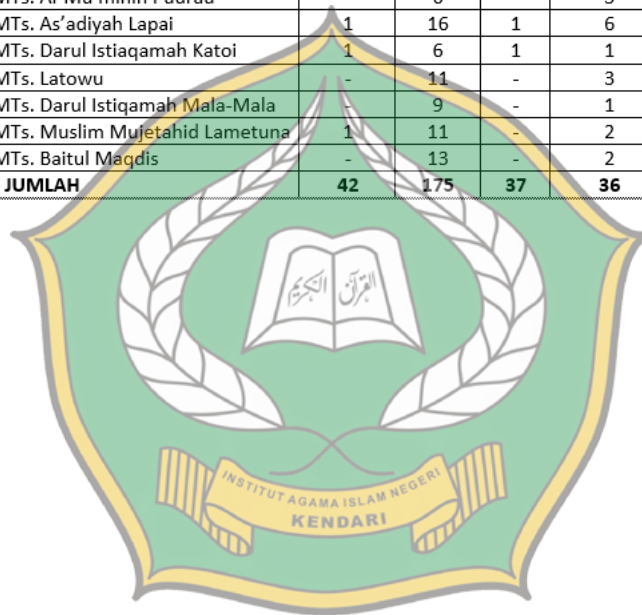 MTs. As’adiyah Lapai 1 16 1 6
MTs. Darul Istiaqamah Katoi 1 6 1 1
MTs. Latowu - 11 - 3
MTs. Darul Istiqamah Mala-Mala - 9 - 1
MTs. Muslim Mujetahid Lametuna 1 11 - 2
MTs. Baitul Maqdis - 13 - 2
JUMLAH 42 175 37 36
القرآن الكريم
INSTITUT AGAMA ISLAM NEGERI
KENDARI